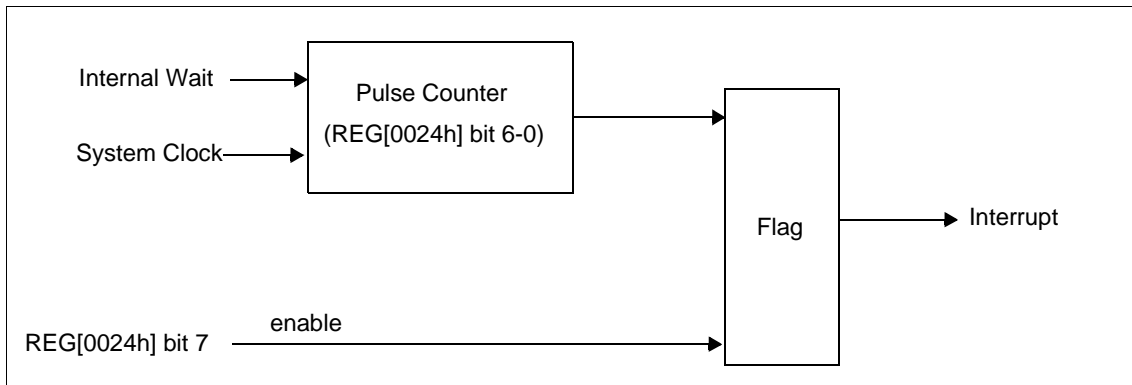 Internal Wait
System Clock
Pulse Counter
(REG[0024h] bit 6-0)
Flag
Interrupt
enable
REG[0024h] bit 7